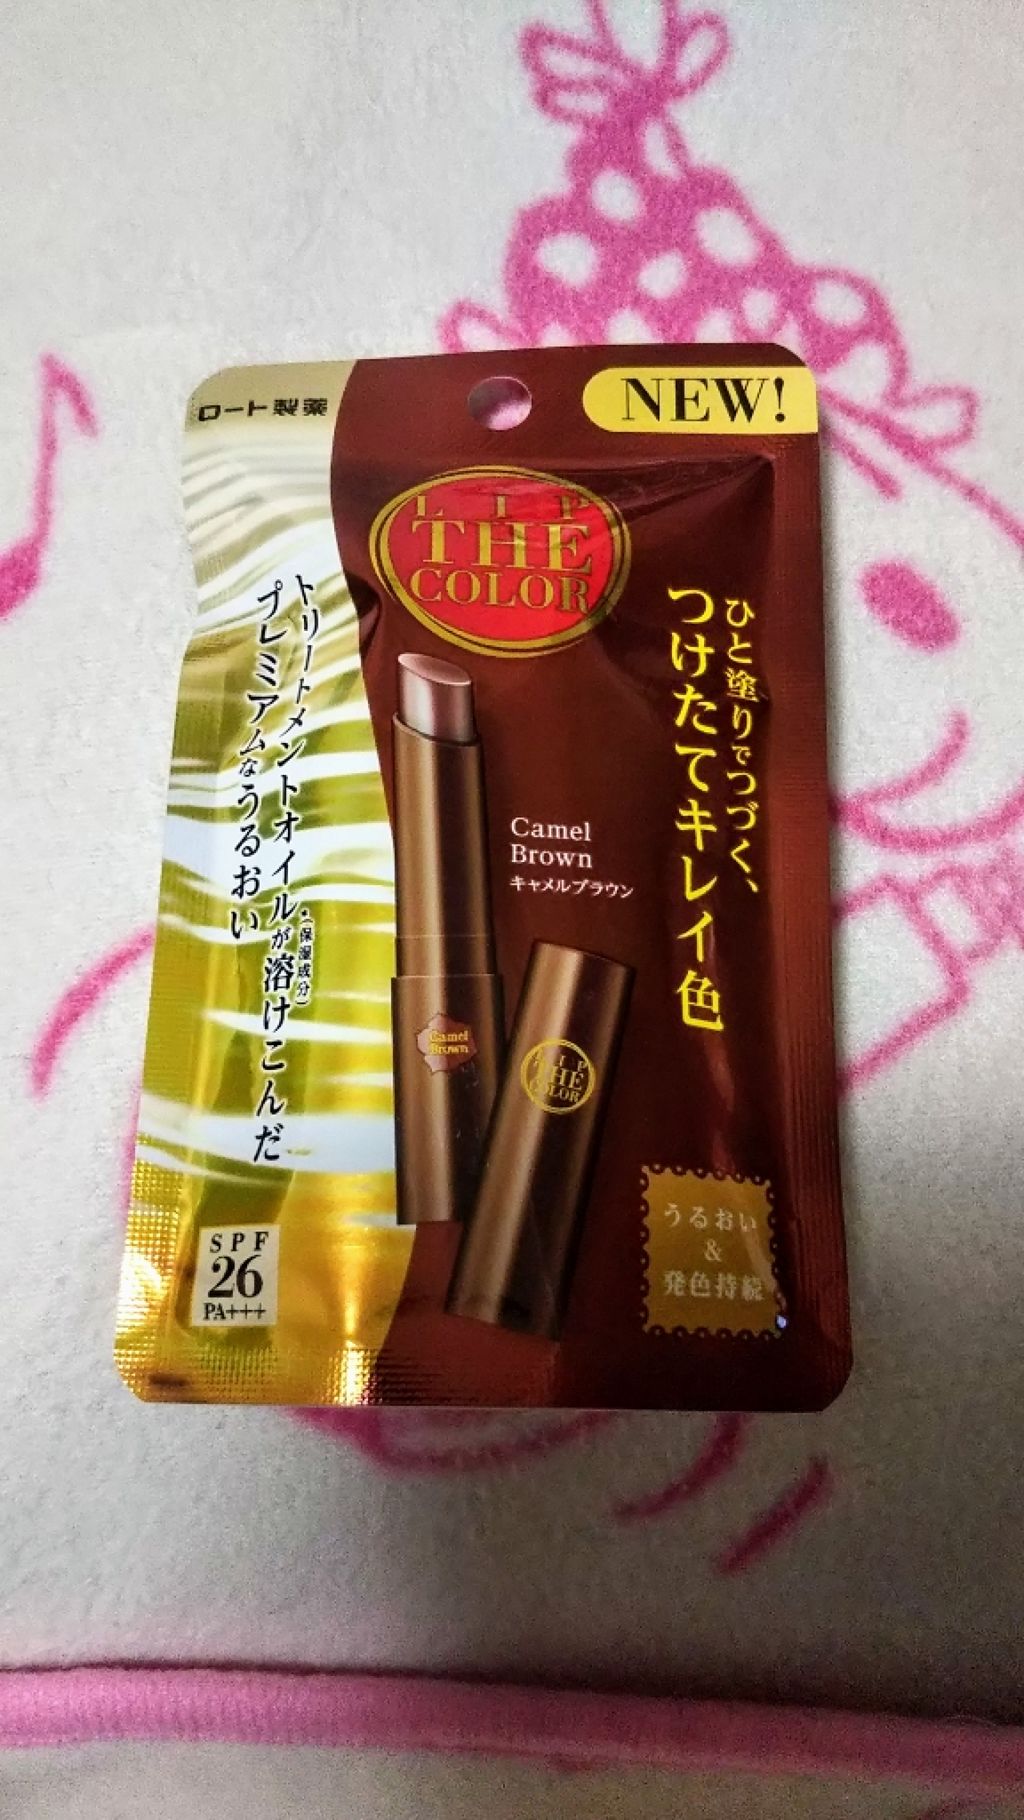 ロート製薬
NEW!
LIP
THE
COLOR
ひと塗りでつづく、
つけたてキレイ色
トリートメントオイルが溶けこんだ
*(保湿成分)
プレミアムなうるおい
Camel
Brown
キャメルブラウン
Camel
Brown
LIP
THE
COLOR
うるおい
&
発色持続
SPF
26
PA+++